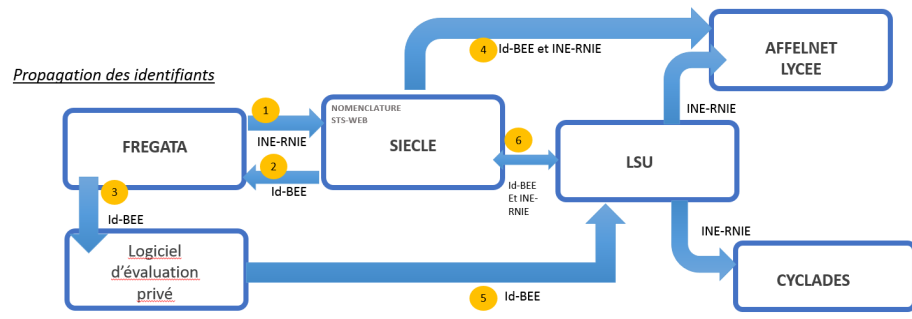 Propagation des identifiants
4
Id-BEE et INE-RNIE
AFFELNET
LYCEE
NOMENCLATURE
STS-WEB
1
INE-RNIE
INE-RNIE
FREGATA
SIECLE
6
LSU
2
Id-BEE
3
Id-BEE
Et INE-
RNIE
Id-BEE
INE-RNIE
Logiciel
d'évaluation
privé
CYCLADES
5
Id-BEE